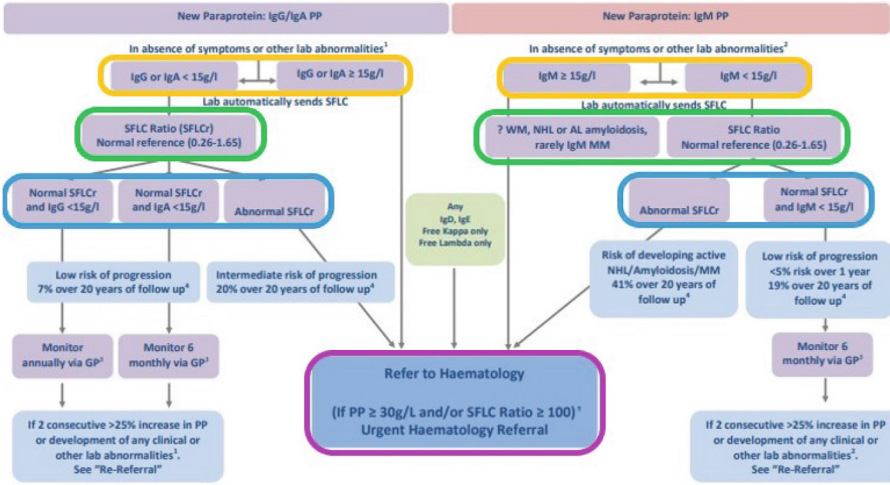 New Paraprotein: IgG/IgA PP
New Paraprotein: IgM PP
In absence of symptoms or other lab abnormalities¹
In absence of symptoms or other lab abnormalities²
IgG or IgA < 15g/l
IgG or IgA ≥ 15g/l
IgM ≥ 15g/l
IgM < 15g/l
Lab automatically sends SFLC
Lab automatically sends SFLC
SFLC Ratio (SFLCr)
Normal reference (0.26-1.65)
? WM, NHL or AL amyloidosis,
rarely IgM MM
SFLC Ratio
Normal reference (0.26-1.65)
Normal SFLCr
and IgG <15g/l
Normal SFLCr
and IgA <15g/l
Abnormal SFLCr
Any
IgD, IgE
Free Kappa only
Free Lambda only
Abnormal SFLCr
Normal SFLCr
and IgM < 15g/l
Low risk of progression
7% over 20 years of follow up⁴
Intermediate risk of progression
20% over 20 years of follow up⁴
Risk of developing active
NHL/Amyloidosis/MM
41% over 20 years of
follow up⁴
Low risk of progression
<5% risk over 1 year
19% over 20 years of
follow up⁴
Monitor
annually via GP³
Monitor 6
monthly via GP³
Refer to Haematology
(If PP ≥ 30g/L and/or SFLC Ratio ≥ 100)
Urgent Haematology Referral
Monitor 6
monthly via GP³
If 2 consecutive >25% increase in PP
or development of any clinical or
other lab abnormalities¹.
See “Re-Referral”
If 2 consecutive >25% increase in PP
or development of any clinical or
other lab abnormalities².
See “Re-Referral”